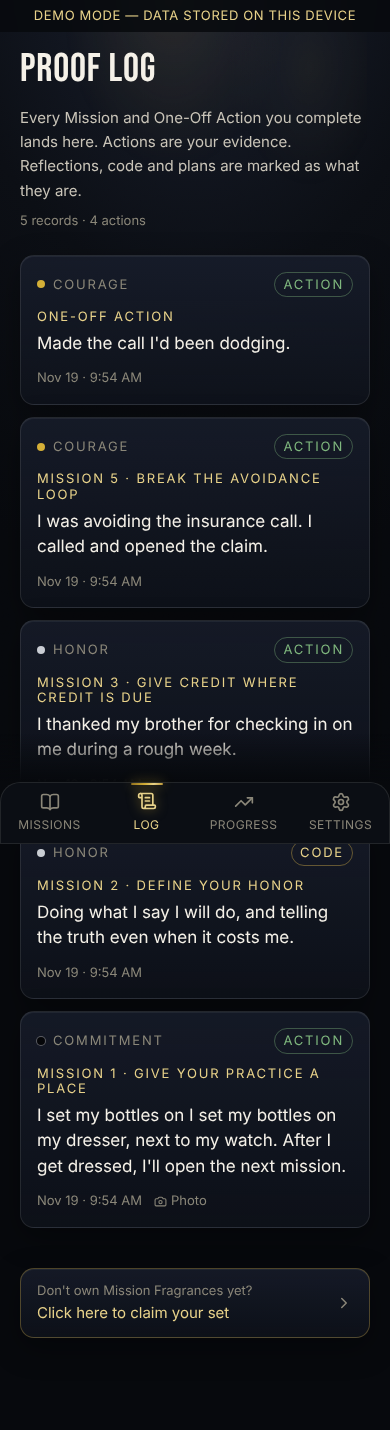 DEMO MODE — DATA STORED ON THIS DEVICE
PROOF LOG
Every Mission and One-Off Action you complete
lands here. Actions are your evidence.
Reflections, code and plans are marked as what
they are.
5 records · 4 actions
COURAGE
ACTION
ONE-OFF ACTION
Made the call I'd been dodging.
Nov 19 · 9:54 AM
COURAGE
ACTION
MISSION 5 · BREAK THE AVOIDANCE
LOOP
I was avoiding the insurance call. I
called and opened the claim.
Nov 19 · 9:54 AM
HONOR
ACTION
MISSION 3 · GIVE CREDIT WHERE
CREDIT IS DUE
I thanked my brother for checking in on
me during a rough week.
MISSIONS
LOG
PROGRESS
SETTINGS
HONOR
CODE
MISSION 2 · DEFINE YOUR HONOR
Doing what I say I will do, and telling
the truth even when it costs me.
Nov 19 · 9:54 AM
COMMITMENT
ACTION
MISSION 1 · GIVE YOUR PRACTICE A
PLACE
I set my bottles on I set my bottles on
my dresser, next to my watch. After I
get dressed, I'll open the next mission.
Nov 19 · 9:54 AM Photo
Don't own Mission Fragrances yet?
Click here to claim your set